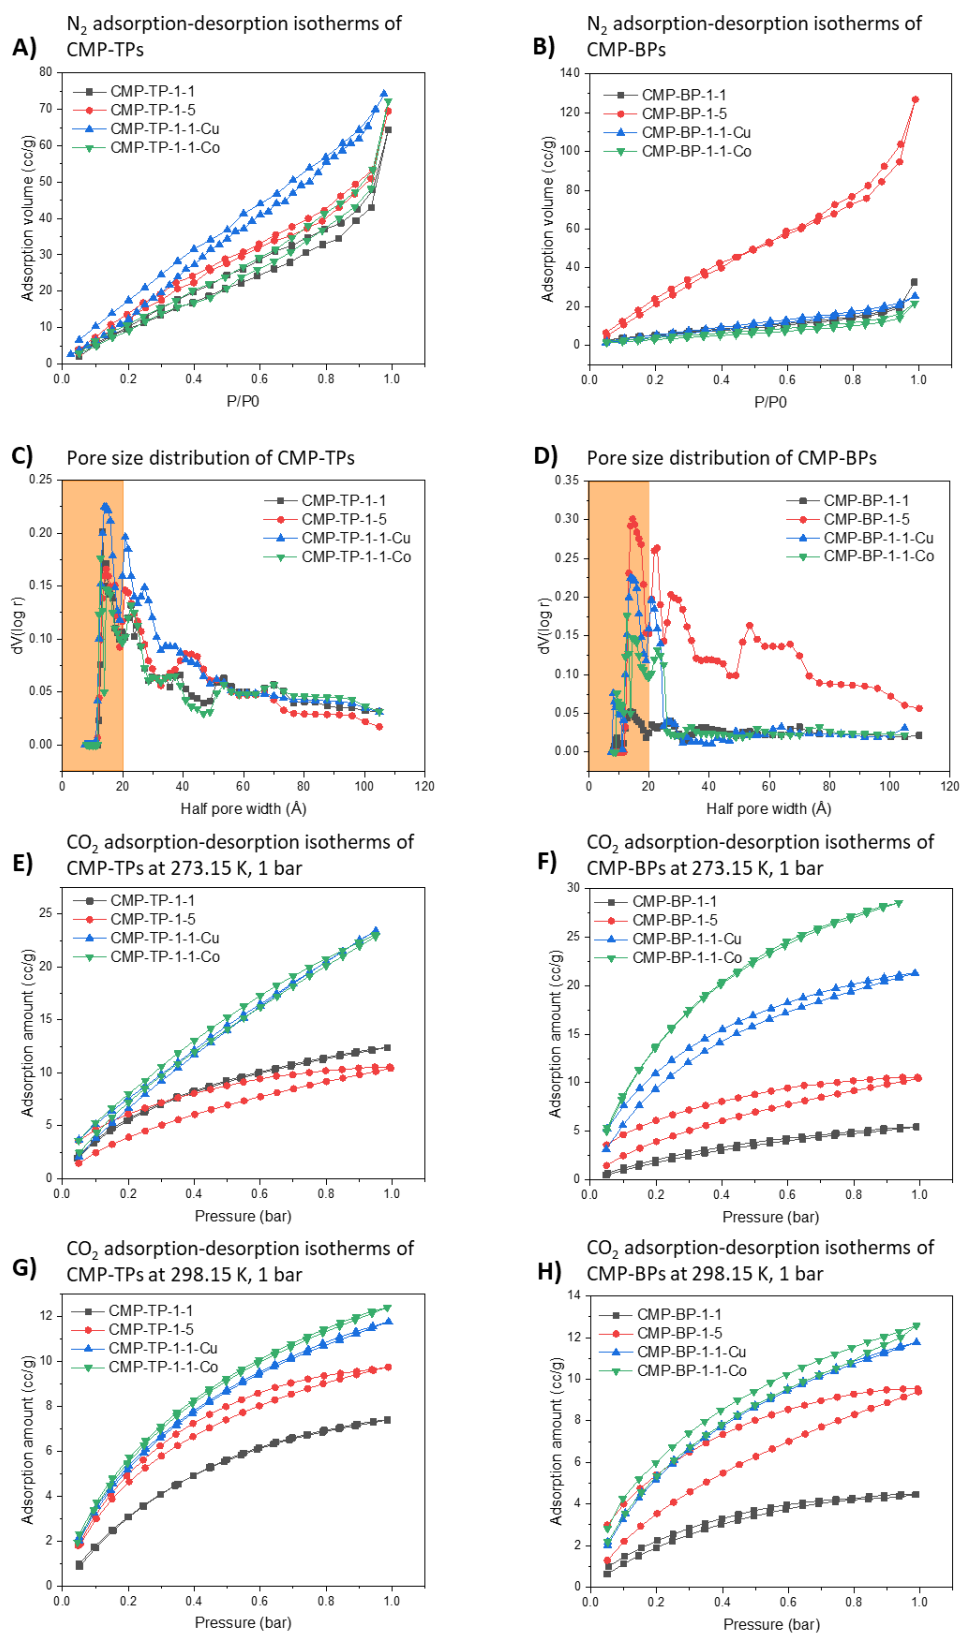 N2 adsorption-desorption isotherms of
A) CMP-TPs
80
70
60
50
40
30
20
10
0
Adsorption volume (cc/g)
CMP-TP-1-1
CMP-TP-1-5
CMP-TP-1-1-Cu
CMP-TP-1-1-Co
0.0 0.2 0.4 0.6 0.8 1.0
P/P0
N2 adsorption-desorption isotherms of
B) CMP-BPs
140
120
100
80
60
40
20
0
Adsorption volume (cc/g)
CMP-BP-1-1
CMP-BP-1-5
CMP-BP-1-1-Cu
CMP-BP-1-1-Co
0.0 0.2 0.4 0.6 0.8 1.0
P/P0
C) Pore size distribution of CMP-TPs
0.25
0.20
0.15
0.10
0.05
0.00
dV(log r)
CMP-TP-1-1
CMP-TP-1-5
CMP-TP-1-1-Cu
CMP-TP-1-1-Co
0 20 40 60 80 100 120
Half pore width (Å)
D) Pore size distribution of CMP-BPs
0.30
0.25
0.20
0.15
0.10
0.05
0.00
dV(log r)
CMP-BP-1-1
CMP-BP-1-5
CMP-BP-1-1-Cu
CMP-BP-1-1-Co
0 20 40 60 80 100 120
Half pore width (Å)
CO2 adsorption-desorption isotherms of
E) CMP-TPs at 273.15 K, 1 bar
25
20
15
10
5
0
Adsorption amount (cc/g)
CMP-TP-1-1
CMP-TP-1-5
CMP-TP-1-1-Cu
CMP-TP-1-1-Co
0.0 0.2 0.4 0.6 0.8 1.0
Pressure (bar)
CO2 adsorption-desorption isotherms of
F) CMP-BPs at 273.15 K, 1 bar
30
25
20
15
10
5
0
Adsorption amount (cc/g)
CMP-BP-1-1
CMP-BP-1-5
CMP-BP-1-1-Cu
CMP-BP-1-1-Co
0.0 0.2 0.4 0.6 0.8 1.0
Pressure (bar)
CO2 adsorption-desorption isotherms of
G) CMP-TPs at 298.15 K, 1 bar
12
10
8
6
4
2
0
Adsorption amount (cc/g)
CMP-TP-1-1
CMP-TP-1-5
CMP-TP-1-1-Cu
CMP-TP-1-1-Co
0.0 0.2 0.4 0.6 0.8 1.0
Pressure (bar)
CO2 adsorption-desorption isotherms of
H) CMP-BPs at 298.15 K, 1 bar
14
12
10
8
6
4
2
0
Adsorption amount (cc/g)
CMP-BP-1-1
CMP-BP-1-5
CMP-BP-1-1-Cu
CMP-BP-1-1-Co
0.0 0.2 0.4 0.6 0.8 1.0
Pressure (bar)